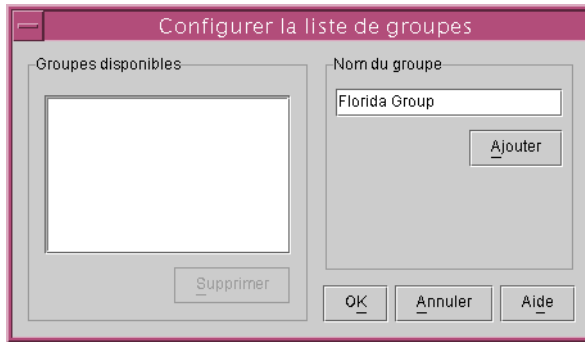 Configurer la liste de groupes
Groupes disponibles
Supprimer
Nom du groupe
Florida Group
Ajouter
OK
Annuler
Aide